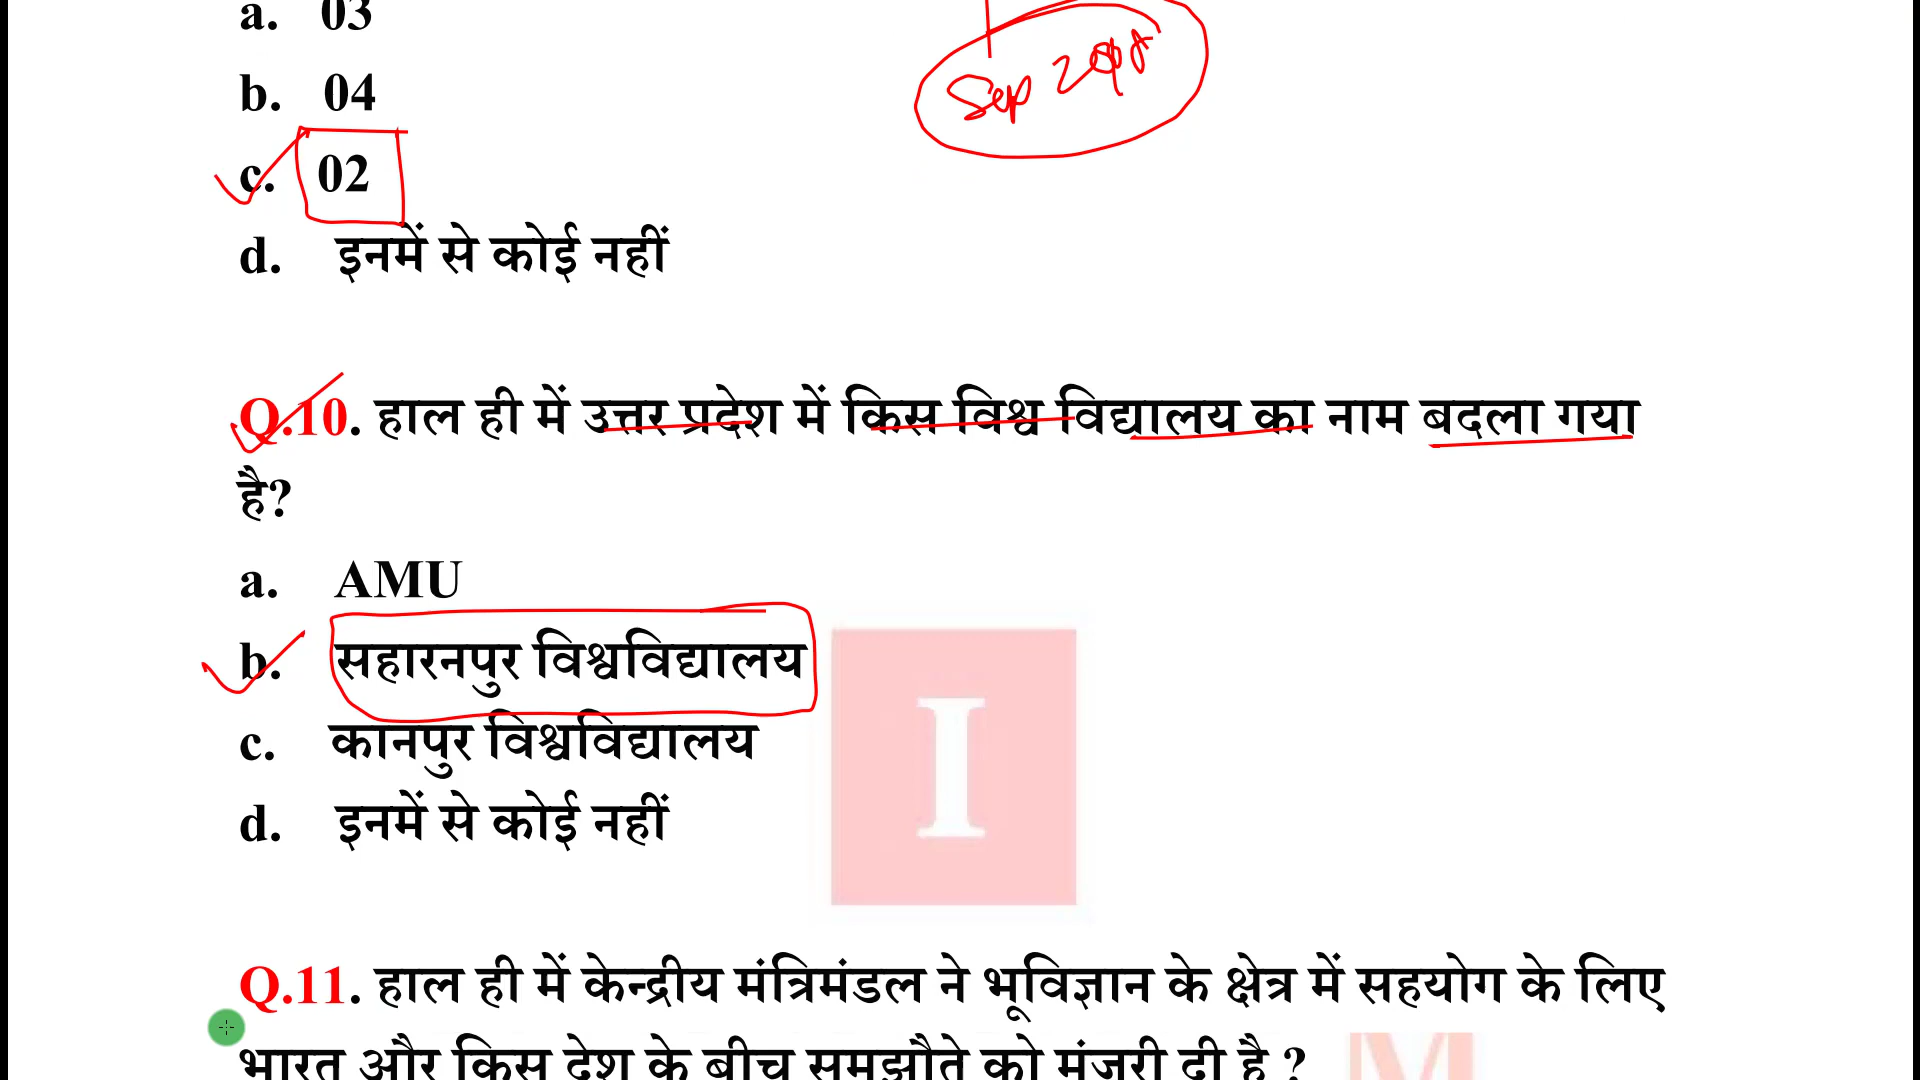 a. 03
Sep
b. 04
c. 02
d. इनमें से कोई नहीं
Q.10. हाल ही में उत्तर प्रदेश में किस विश्व विद्यालय का नाम बदला गया
है?
a. AMU
b. सहारनपुर विश्वविद्यालय
c. कानपुर विश्वविद्यालय
d. इनमें से कोई नहीं
I
Q.11. हाल ही में केन्द्रीय मंत्रिमंडल ने भूविज्ञान के क्षेत्र में सहयोग के लिए
भारत और किस देश के बीच समझौते को मंजूरी दी है ?
M